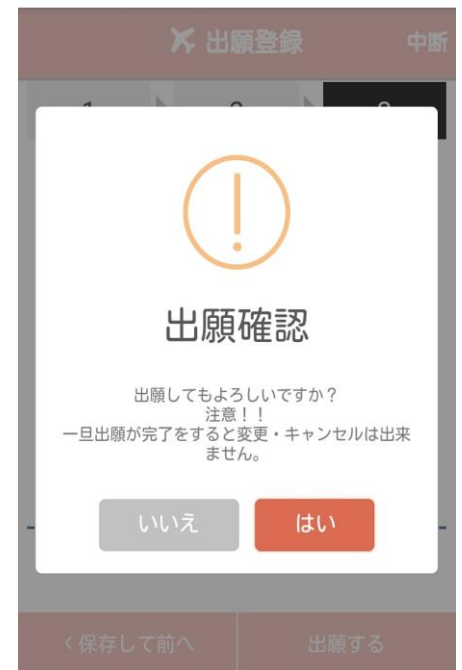 出願登録
中断
出願確認
出願してもよろしいですか？
注意！！
一旦出願が完了をすると変更・キャンセルは出来
ません。
いいえ
はい
<保存して前へ
出願する